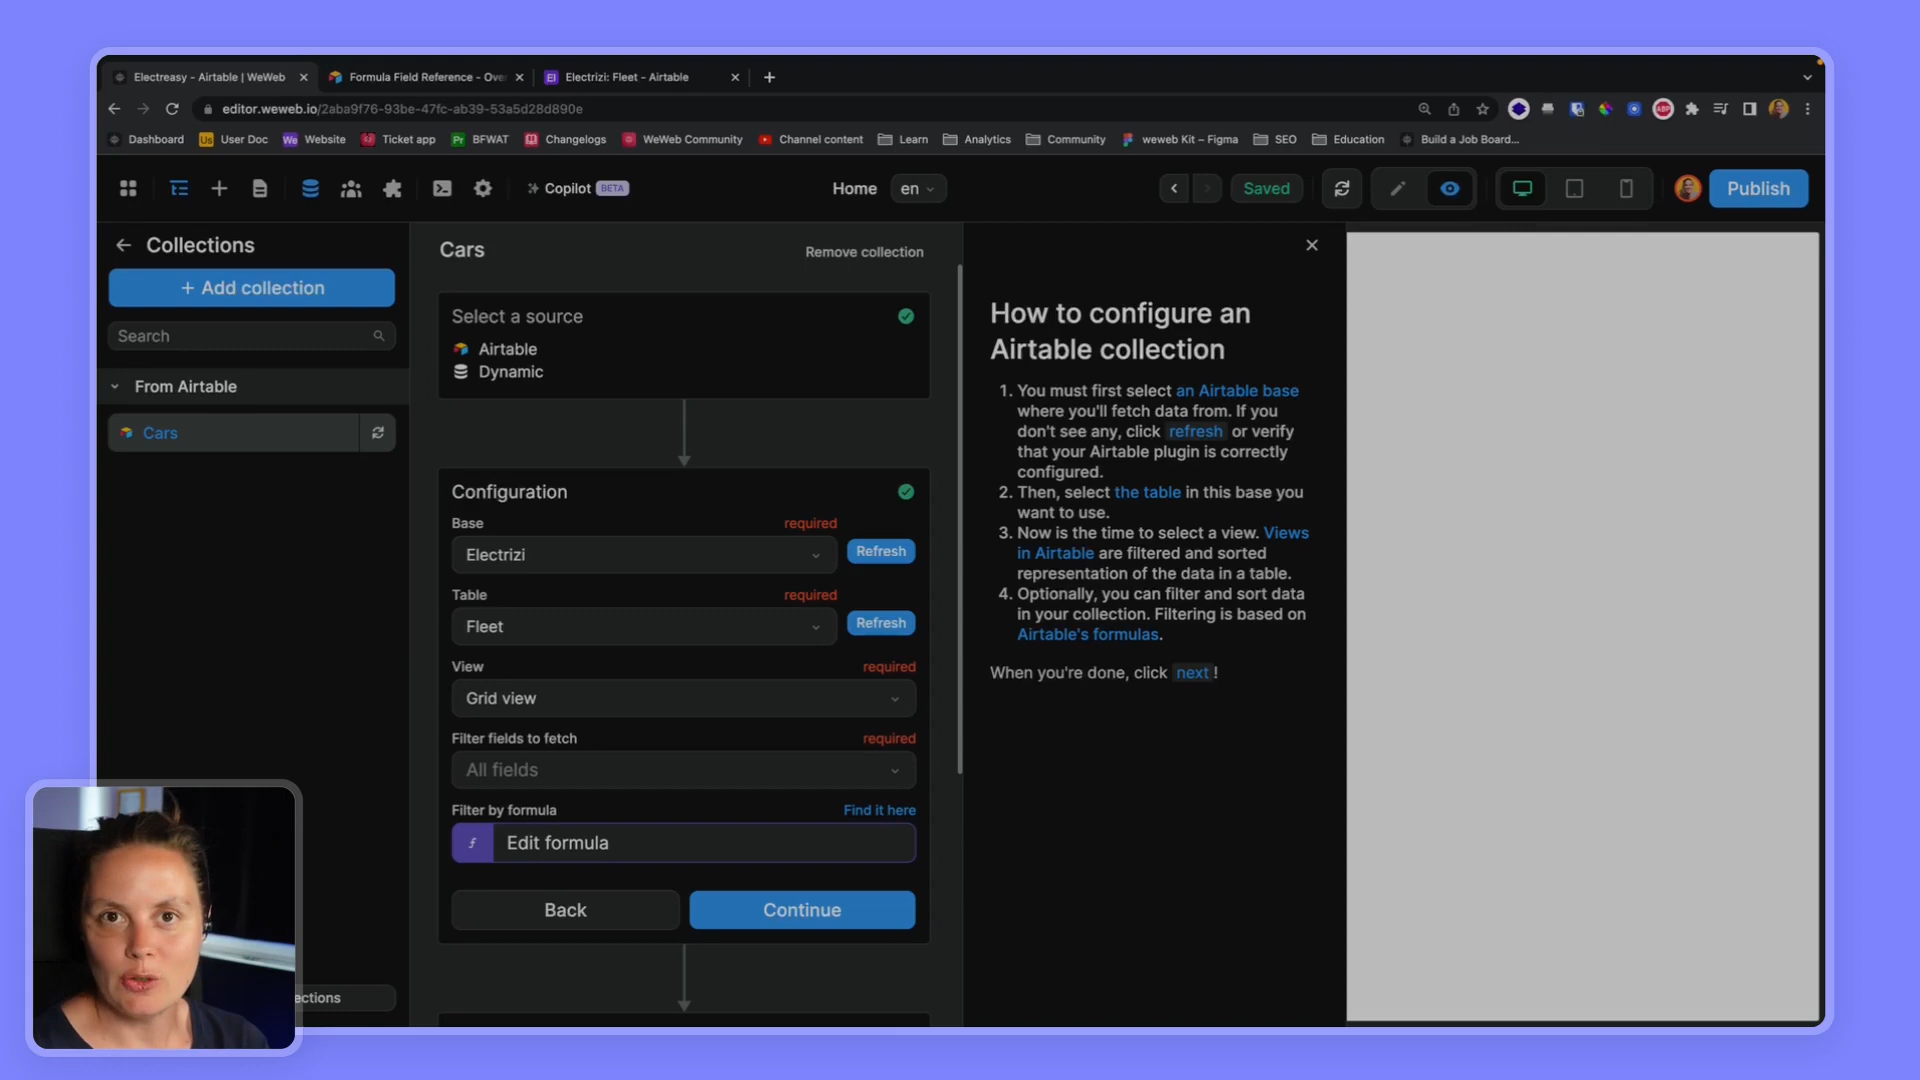 Electreasy - Airtable | WeWeb
Formula Field Reference - Over
Electrizi: Fleet - Airtable
editor.weweb.io/2aba9f76-93be-47fc-ab39-53a5d28d890e
Dashboard
Us User Doc
We Website
Ticket app
Pr BFWAT
Changelogs
WeWeb Community
Channel content
Learn
Analytics
Community
weweb Kit – Figma
SEO
Education
Build a Job Board...
Copilot BETA
Home
en
Saved
Publish
Collections
+ Add collection
Search
From Airtable
Cars
ections
Cars
Remove collection
Select a source
Airtable
Dynamic
Configuration
Base required
Electrizi
Refresh
Table required
Fleet
Refresh
View required
Grid view
Filter fields to fetch required
All fields
Filter by formula Find it here
f Edit formula
Back
Continue
How to configure an
Airtable collection
1. You must first select an Airtable base
where you'll fetch data from. If you
don't see any, click refresh or verify
that your Airtable plugin is correctly
configured.
2. Then, select the table in this base you
want to use.
3. Now is the time to select a view. Views
in Airtable are filtered and sorted
representation of the data in a table.
4. Optionally, you can filter and sort data
in your collection. Filtering is based on
Airtable's formulas.
When you're done, click next !